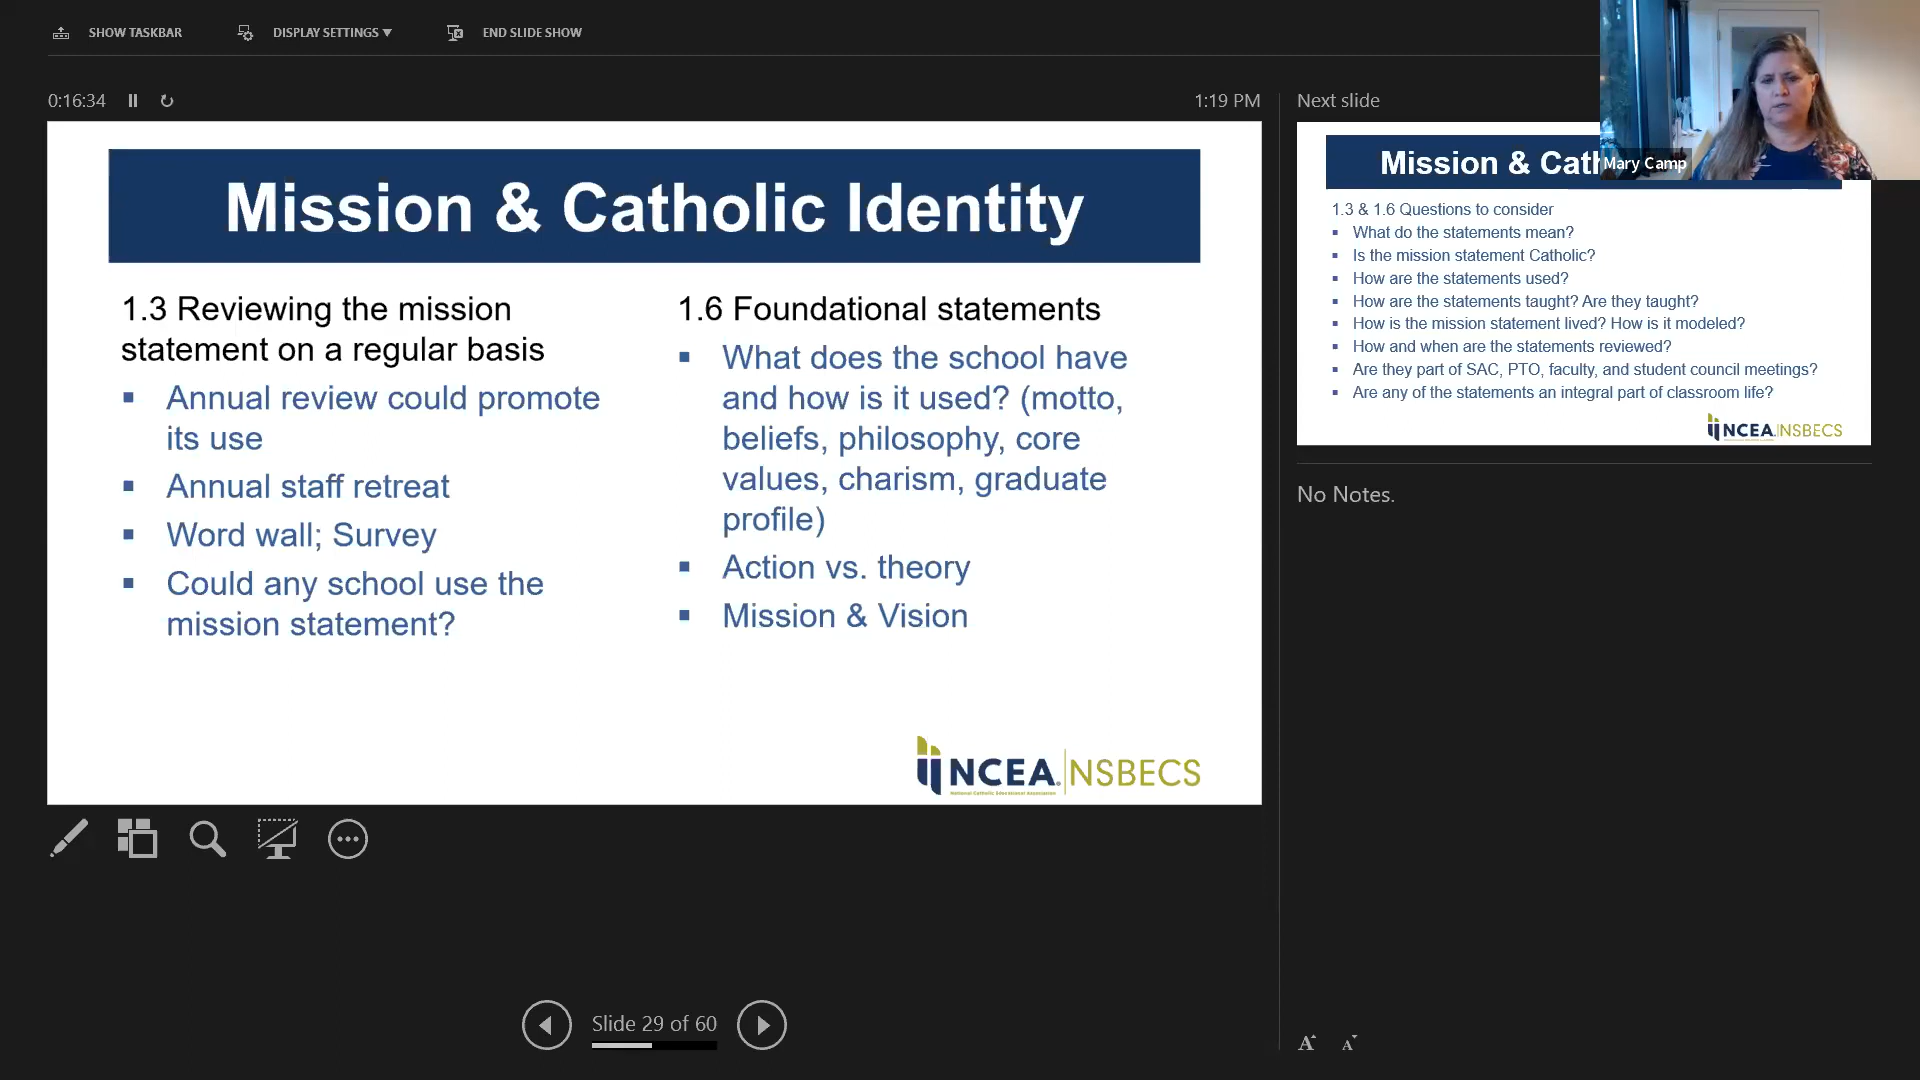 SHOW TASKBAR
DISPLAY SETTINGS ▼
END SLIDE SHOW
0:16:34
1:19 PM
Mission & Catholic Identity
1.3 Reviewing the mission
statement on a regular basis
▪ Annual review could promote
its use
▪ Annual staff retreat
▪ Word wall; Survey
▪ Could any school use the
mission statement?
1.6 Foundational statements
▪ What does the school have
and how is it used? (motto,
beliefs, philosophy, core
values, charism, graduate
profile)
▪ Action vs. theory
▪ Mission & Vision
NCEA. NSBECS
National Catholic Educational Association
Slide 29 of 60
Next slide
Mission & Cath
Mary Camp
1.3 & 1.6 Questions to consider
▪ What do the statements mean?
▪ Is the mission statement Catholic?
▪ How are the statements used?
▪ How are the statements taught? Are they taught?
▪ How is the mission statement lived? How is it modeled?
▪ How and when are the statements reviewed?
▪ Are they part of SAC, PTO, faculty, and student council meetings?
▪ Are any of the statements an integral part of classroom life?
NCEA. NSBECS
No Notes.
A A